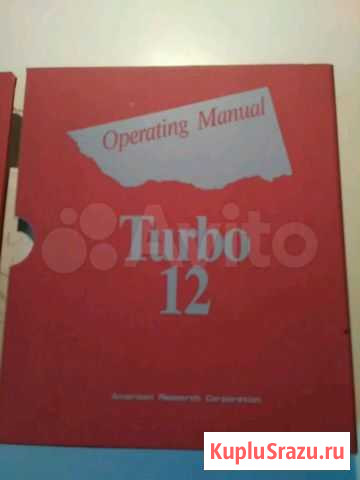 Operating Manual
Avito
Turbo
12
American Research Corporation
KupluSrazu.ru